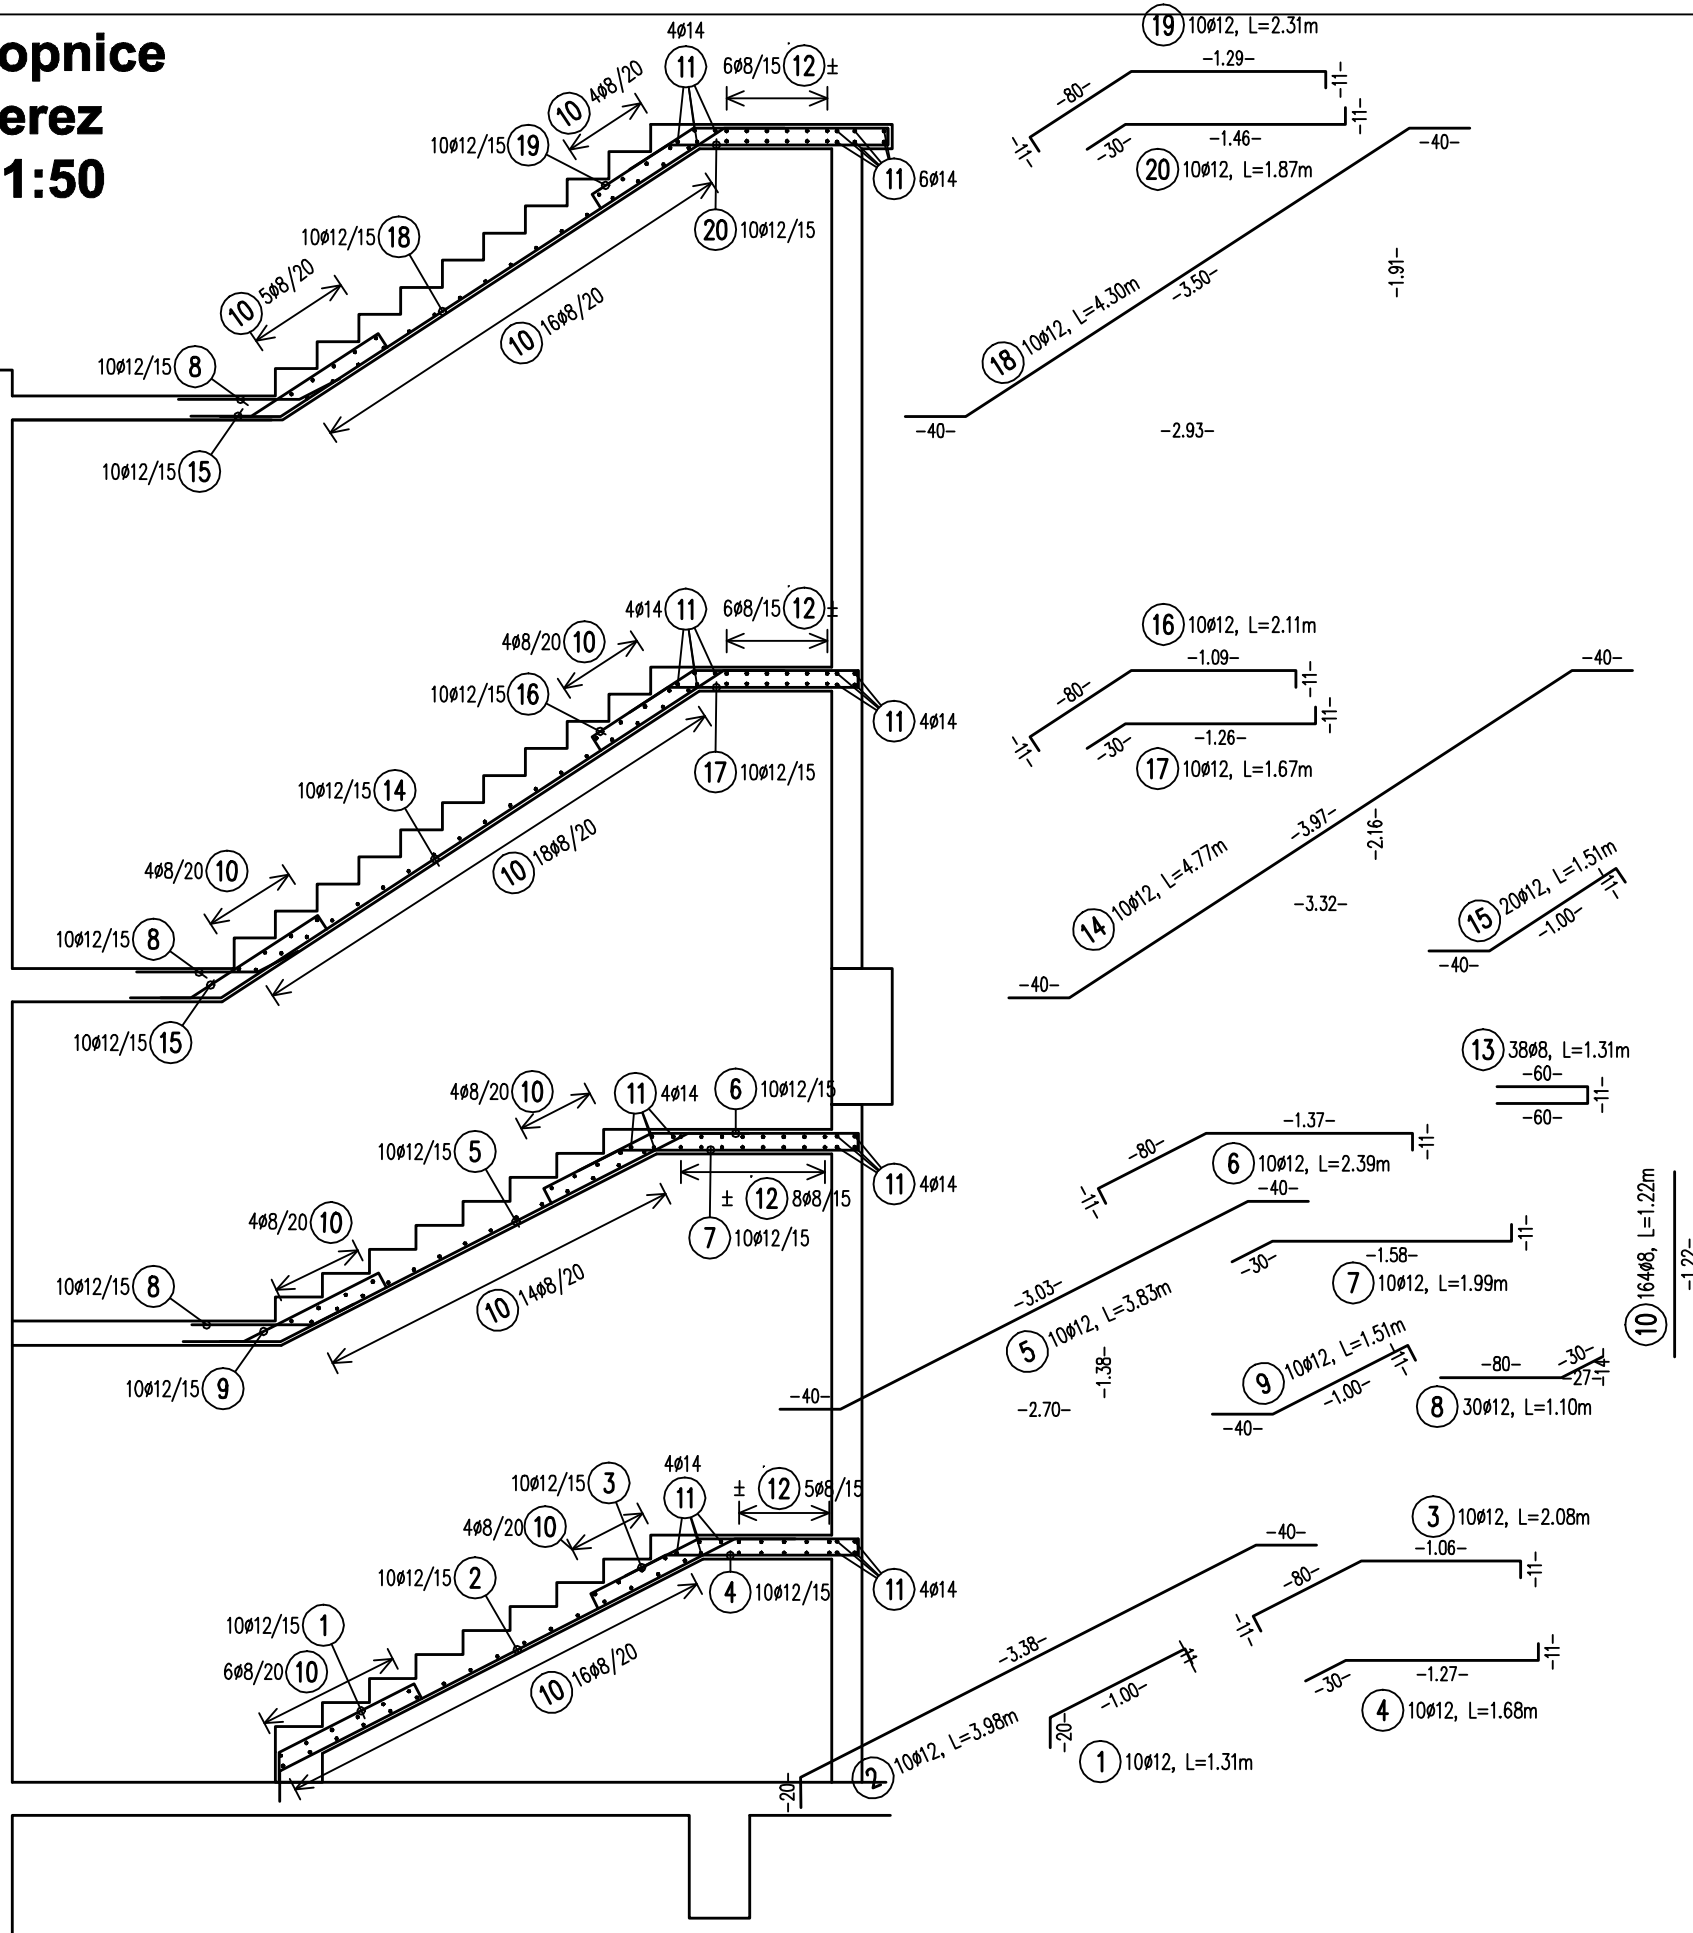 opnice
erez
1:50
19 10ø12, L=2.31m
-1.29-
-80-
-11-
-11-
-11-
-1.46-
-30-
20 10ø12, L=1.87m
-40-
4ø14
11
6ø8/15 12 ±
10 4ø8/20
10ø12/15 19
11 6ø14
20 10ø12/15
10ø12/15 18
10 5ø8/20
10 16ø8/20
10ø12/15 8
10ø12/15 15
-1.91-
-3.50-
18 10ø12, L=4.30m
-40-
-2.93-
4ø14 11
6ø8/15 12 ±
4ø8/20 10
10ø12/15 16
11 4ø14
17 10ø12/15
10ø12/15 14
10 18ø8/20
4ø8/20 10
10ø12/15 8
10ø12/15 15
16 10ø12, L=2.11m
-1.09-
-80-
-11-
-11-
-11-
-1.26-
-30-
17 10ø12, L=1.67m
-40-
-3.97-
-2.16-
14 10ø12, L=4.77m
-3.32-
-40-
15 20ø12, L=1.51m
-11-
-1.00-
-40-
13 38ø8, L=1.31m
-60-
-11-
-60-
4ø8/20 10
11 4ø14
6 10ø12/15
10ø12/15 5
11 4ø14
± 12 8ø8/15
7 10ø12/15
4ø8/20 10
10 14ø8/20
10ø12/15 8
10ø12/15 9
-1.37-
-80-
-11-
-11-
6 10ø12, L=2.39m
-40-
-11-
-1.58-
-30-
7 10ø12, L=1.99m
-3.03-
5 10ø12, L=3.83m
-1.38-
-2.70-
-40-
9 10ø12, L=1.51m
-11-
-1.00-
-40-
-80-
-30-
-27-
-14-
8 30ø12, L=1.10m
10 164ø8, L=1.22m
-1.22-
4ø14
11
10ø12/15 3
± 12 5ø8/15
4ø8/20 10
10ø12/15 2
4 10ø12/15
11 4ø14
10ø12/15 1
6ø8/20 10
10 16ø8/20
-40-
-3.38-
2 10ø12, L=3.98m
-20-
3 10ø12, L=2.08m
-1.06-
-80-
-11-
-11-
-11-
-1.27-
-30-
4 10ø12, L=1.68m
-11-
-1.00-
-20-
1 10ø12, L=1.31m